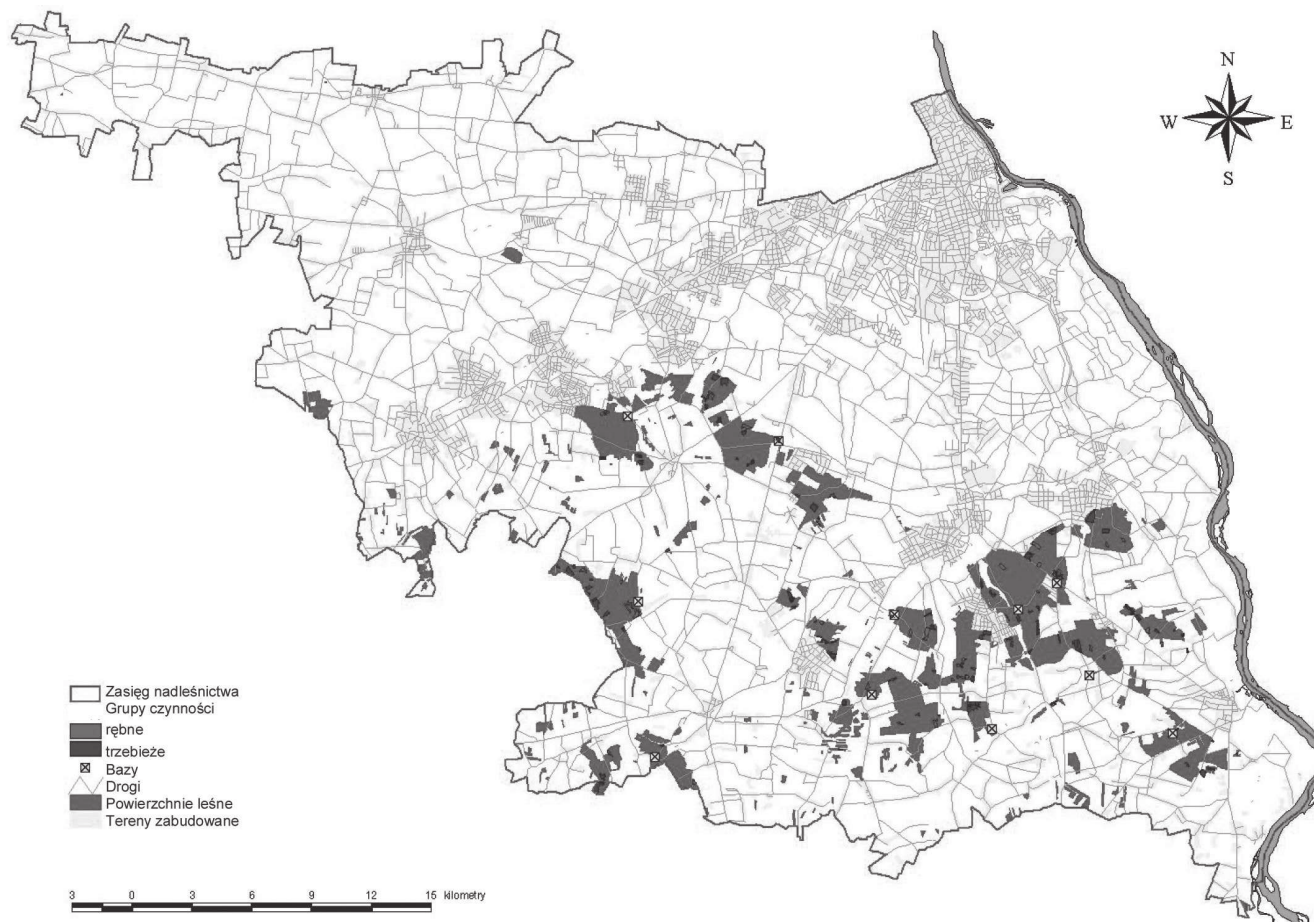 N
W E
S
Zasięg nadleśnictwa
Grupy czynności
rębne
trzebieże
Bazy
Drogi
Powierzchnie leśne
Tereny zabudowane
3 0 3 6 9 12 15 kilometry